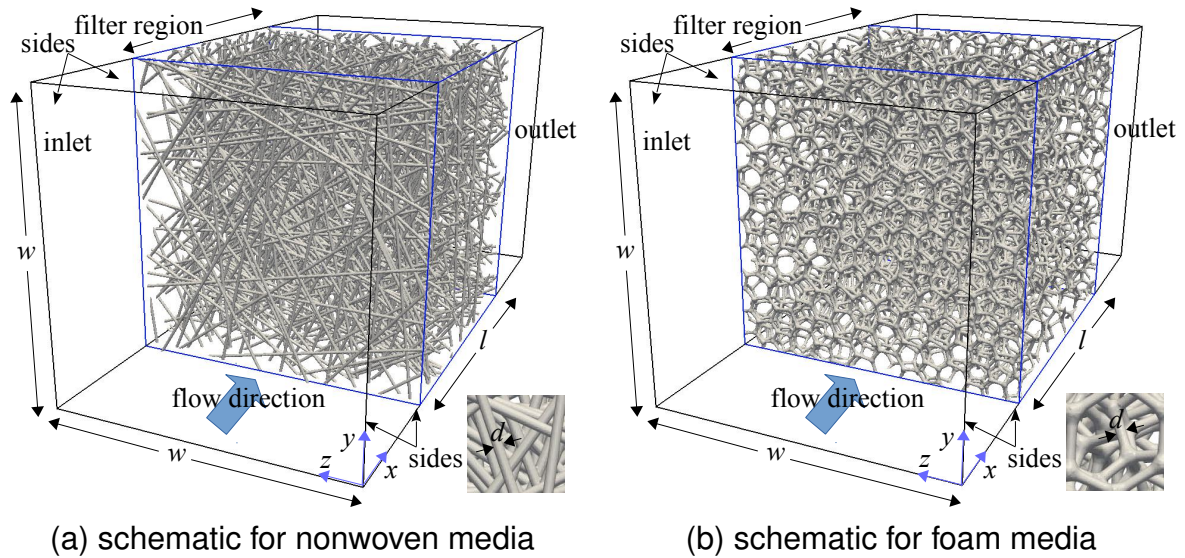 filter region
sides
inlet
outlet
w
l
flow direction
d
y
sides
z
x
w
(a) schematic for nonwoven media
filter region
sides
inlet
outlet
w
l
flow direction
d
y
sides
z
x
w
(b) schematic for foam media